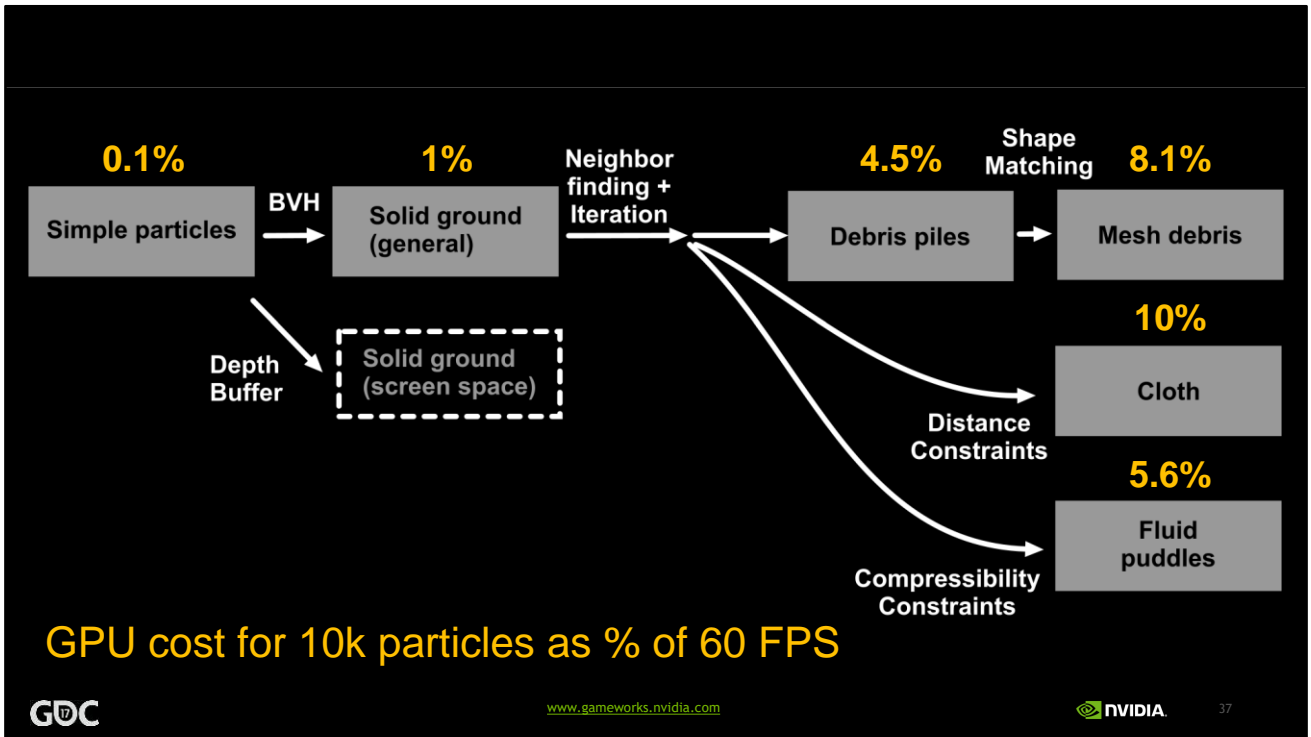 0.1%
BVH
Simple particles
1%
Solid ground
(general)
Neighbor
finding +
Iteration
4.5%
Debris piles
Shape
Matching
8.1%
Mesh debris
Depth
Buffer
Solid ground
(screen space)
10%
Cloth
Distance
Constraints
5.6%
Fluid
puddles
Compressibility
Constraints
GPU cost for 10k particles as % of 60 FPS
GDC 17
www.gameworks.nvidia.com
NVIDIA.
37